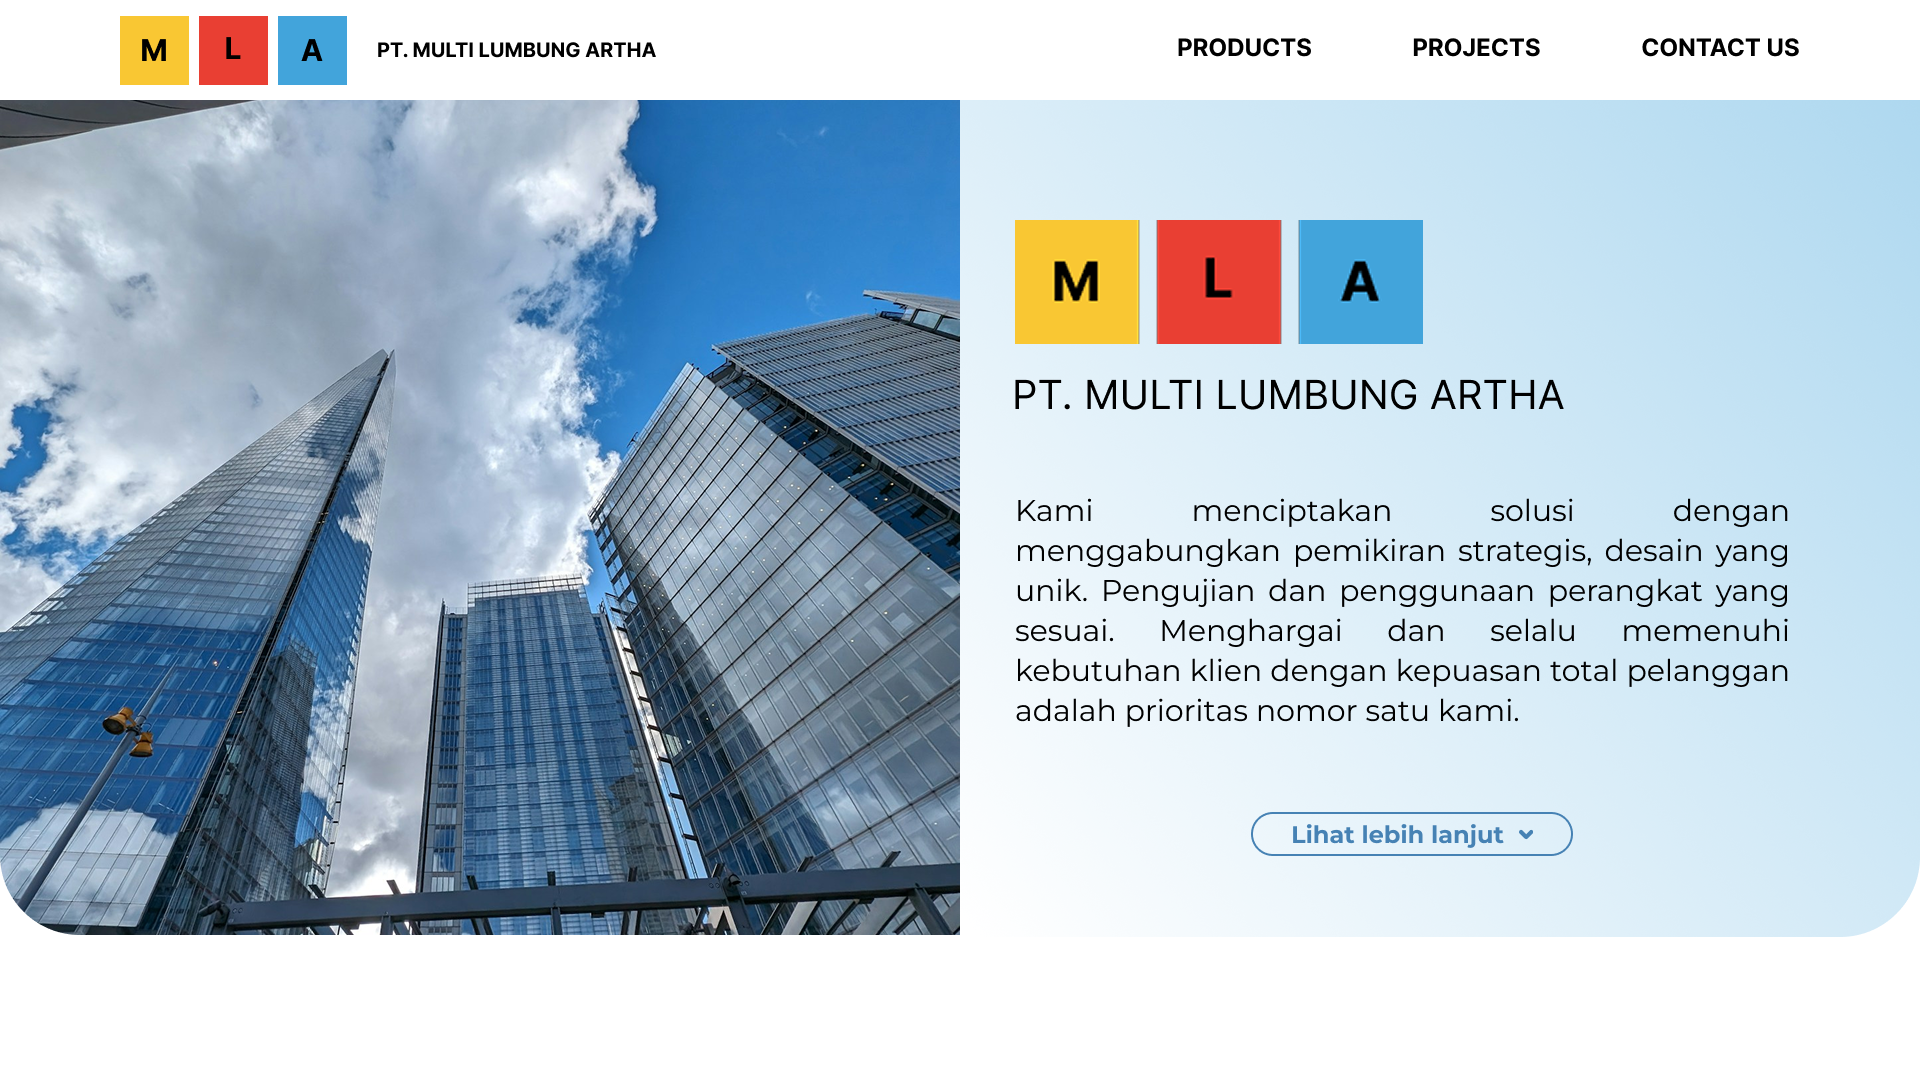 M L A PT. MULTI LUMBUNG ARTHA PRODUCTS PROJECTS CONTACT US
M L A
PT. MULTI LUMBUNG ARTHA
Kami menciptakan solusi dengan
menggabungkan pemikiran strategis, desain yang
unik. Pengujian dan penggunaan perangkat yang
sesuai. Menghargai dan selalu memenuhi
kebutuhan klien dengan kepuasan total pelanggan
adalah prioritas nomor satu kami.
Lihat lebih lanjut